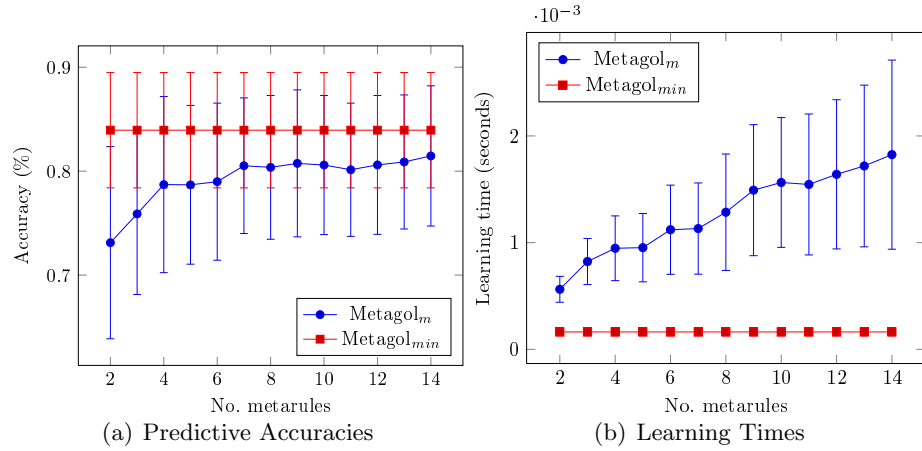 0.9
0.8
0.7
Accuracy (%)
2 4 6 8 10 12 14
No. metarules
Metagol_m
Metagol_min
(a) Predictive Accuracies
·10^−3
2
1
0
Learning time (seconds)
2 4 6 8 10 12 14
No. metarules
Metagol_m
Metagol_min
(b) Learning Times